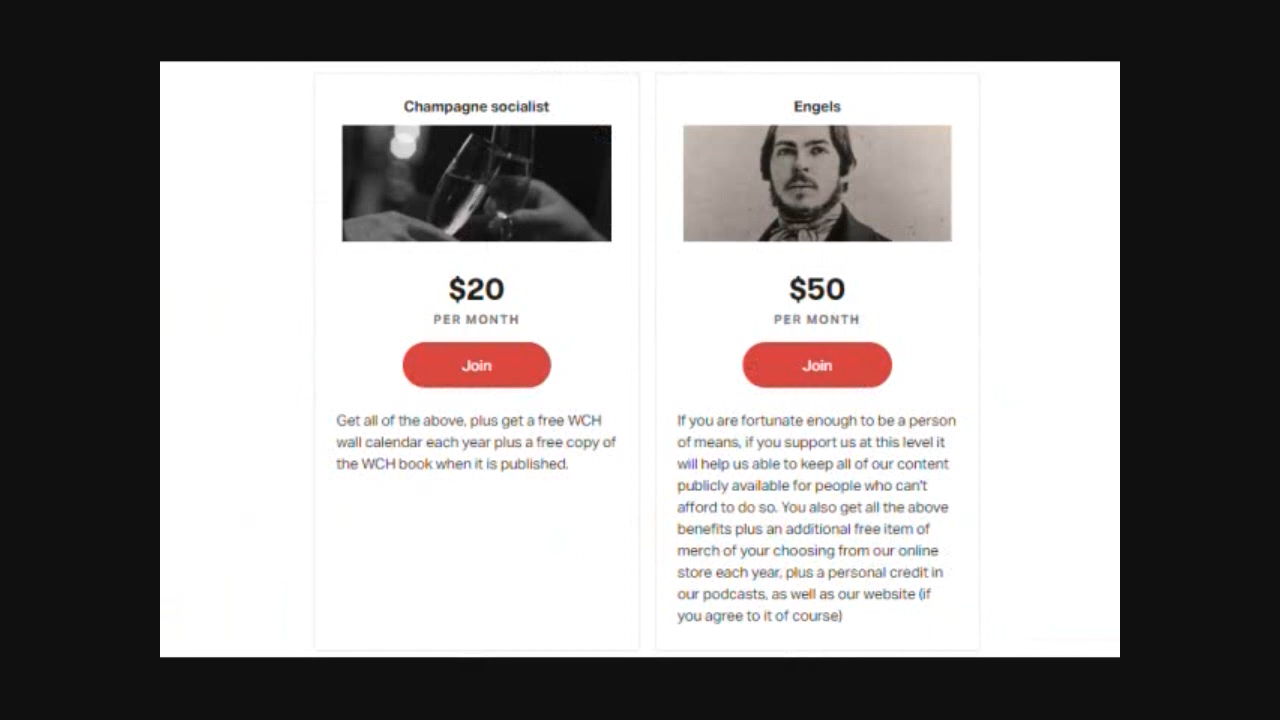 Champagne socialist
$20
PER MONTH
Join
Get all of the above, plus get a free WCH
wall calendar each year plus a free copy of
the WCH book when it is published.
Engels
$50
PER MONTH
Join
If you are fortunate enough to be a person
of means, if you support us at this level it
will help us able to keep all of our content
publicly available for people who can't
afford to do so. You also get all the above
benefits plus an additional free item of
merch of your choosing from our online
store each year, plus a personal credit in
our podcasts, as well as our website (if
you agree to it of course)